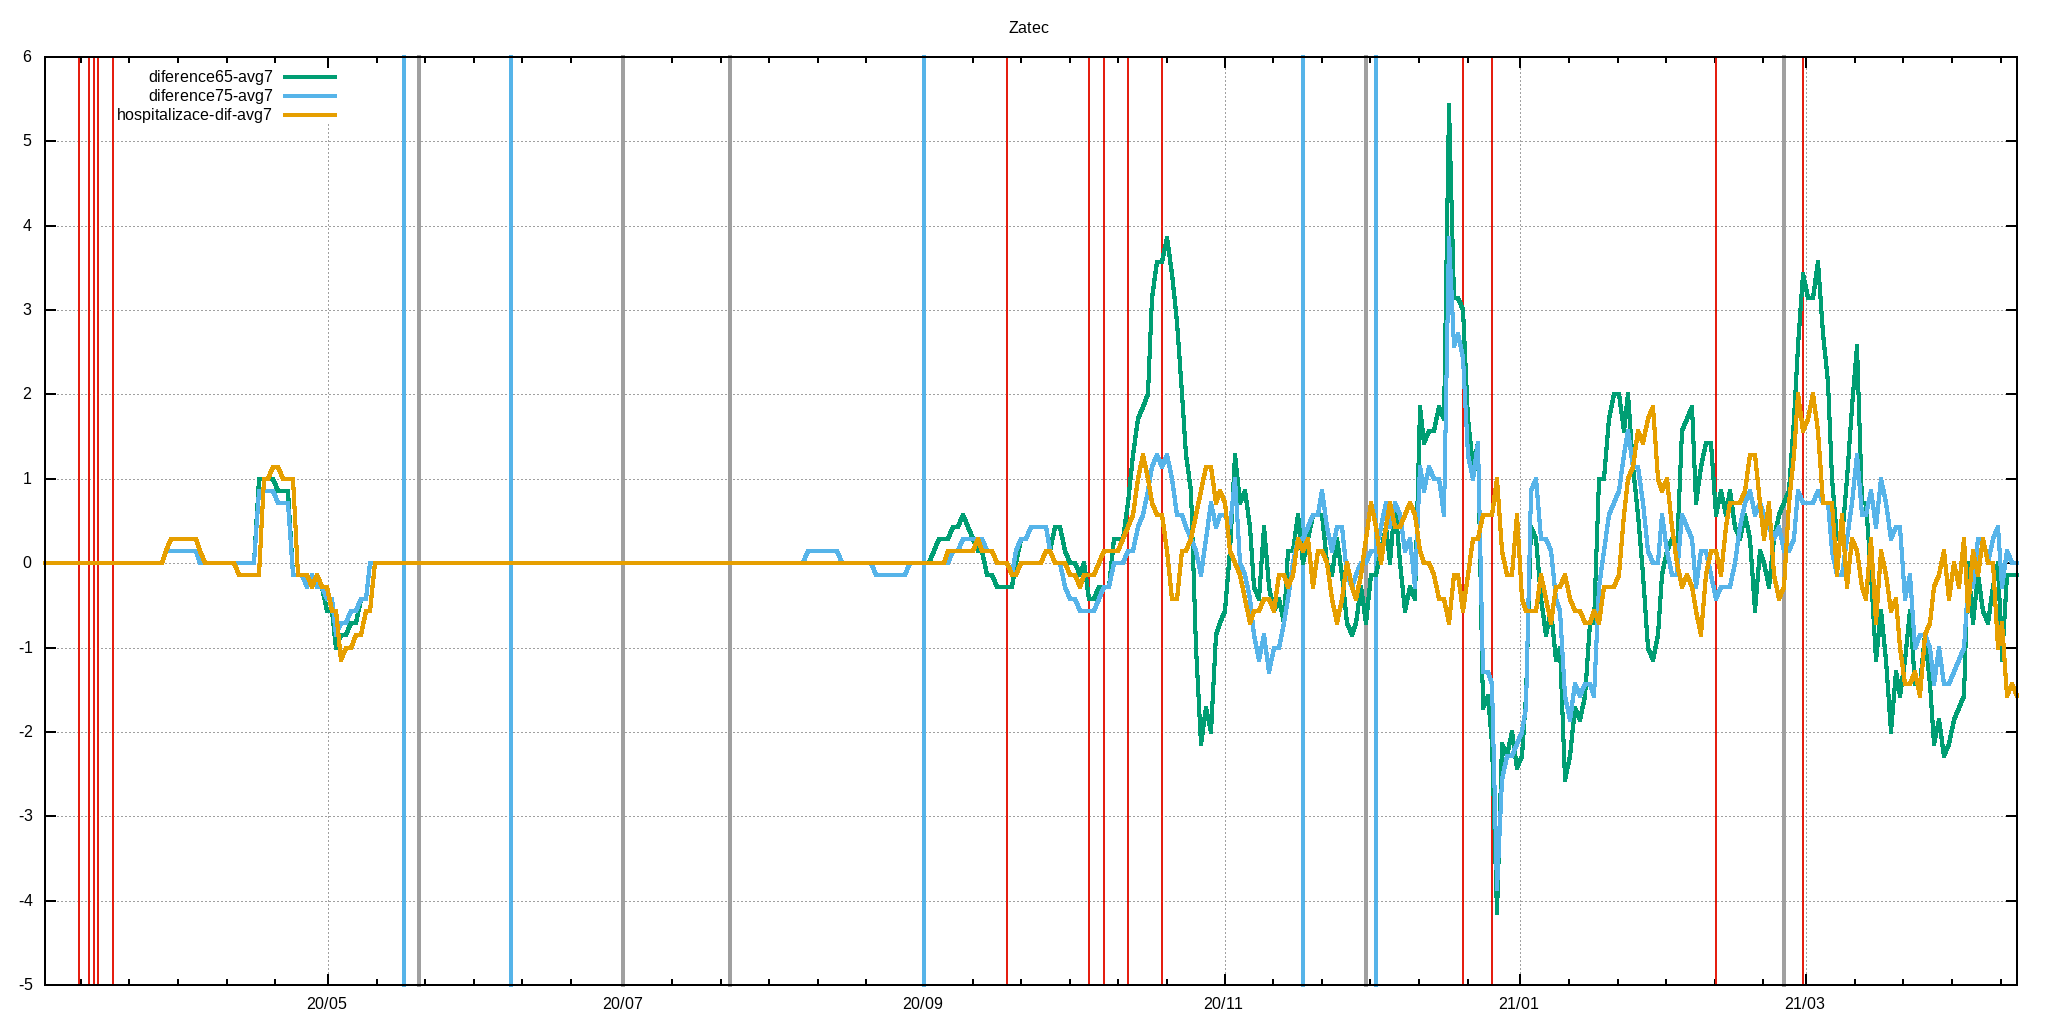 Zatec
6
diference65-avg7
diference75-avg7
hospitalizace-dif-avg7
5
4
3
2
1
0
-1
-2
-3
-4
-5
20/05 20/07 20/09 20/11 21/01 21/03